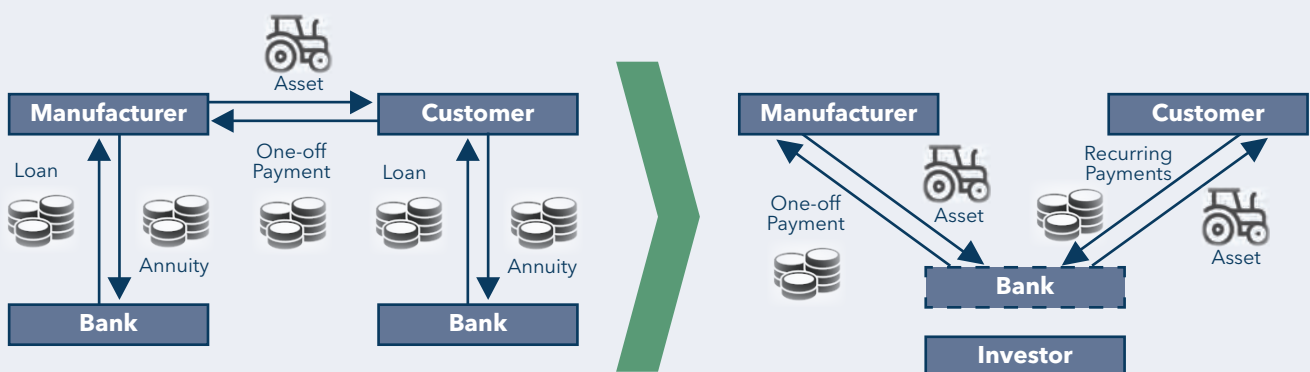 Asset
Manufacturer
Customer
Loan
One-off
Payment
Loan
Annuity
Annuity
Bank
Bank
Manufacturer
Customer
Recurring
Payments
One-off
Payment
Asset
Asset
Bank
Investor